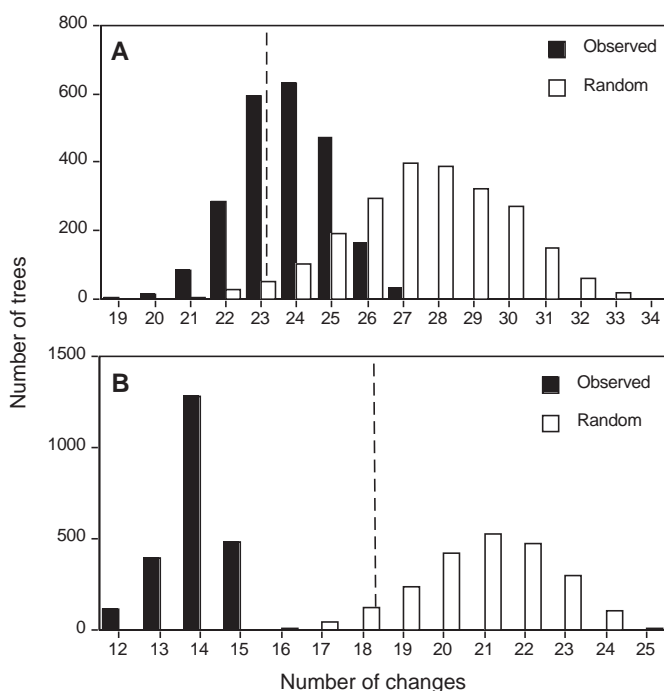 800
A
Observed
600
Random
400
200
0
19 20 21 22 23 24 25 26 27 28 29 30 31 32 33 34
Number of trees
1500
B
Observed
Random
1000
500
0
12 13 14 15 16 17 18 19 20 21 22 23 24 25
Number of changes